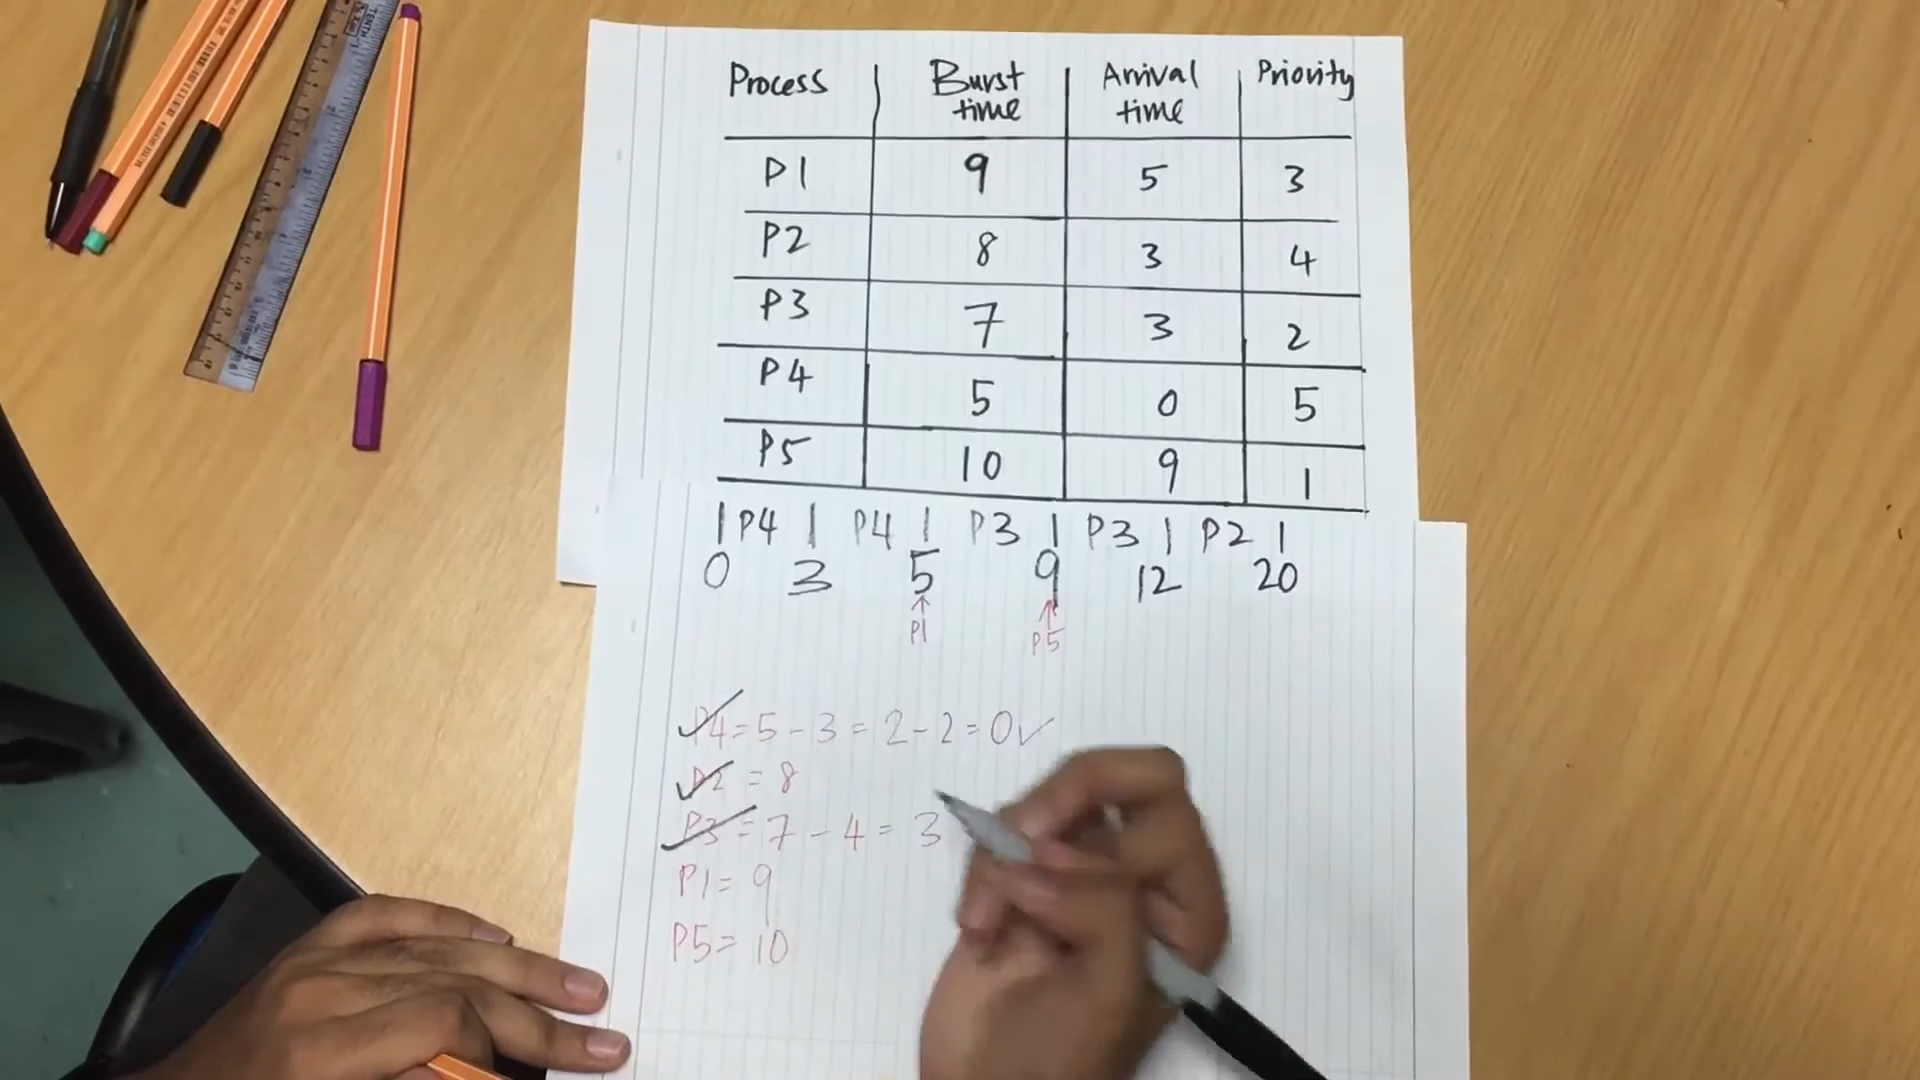 Process Burst time Arrival time Priority
P1 9 5 3
P2 8 3 4
P3 7 3 2
P4 5 0 5
P5 10 9 1
| P4 | P4 | P3 | P3 | P2 |
0 3 5 9 12 20
↑ ↑
P1 P5
P4 = 5 - 3 = 2 - 2 = 0 ✓
P2 = 8
P3 = 7 - 4 = 3
P1 = 9
P5 = 10